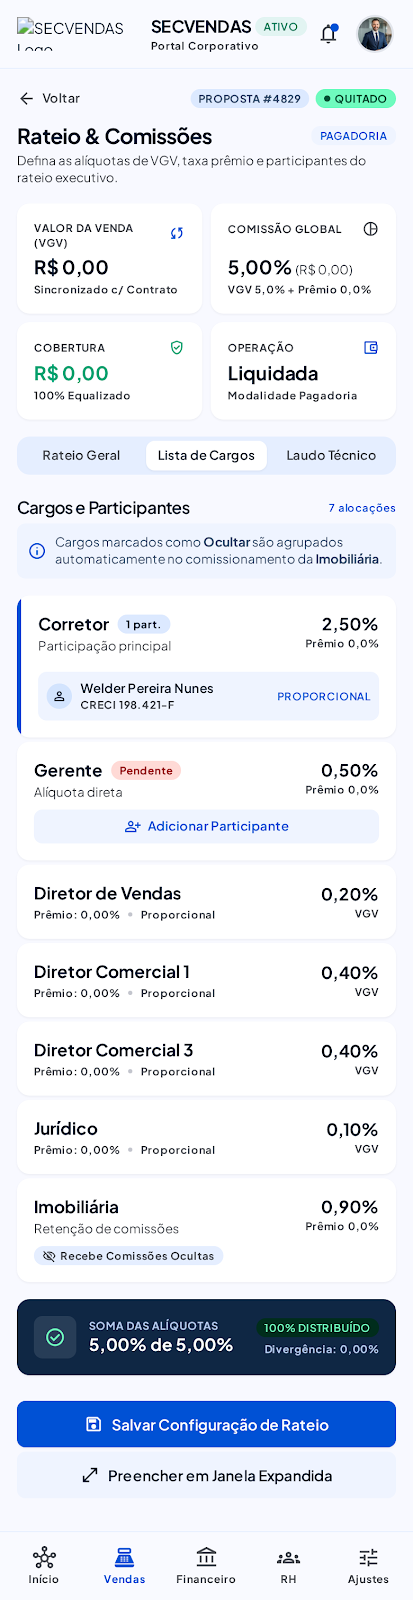 SECVENDAS
SECVENDAS ATIVO
Portal Corporativo
Voltar
PROPOSTA #4829
QUITADO
Rateio & Comissões
PAGADORIA
Defina as alíquotas de VGV, taxa prêmio e participantes do
rateio executivo.
VALOR DA VENDA
(VGV)
R$ 0,00
Sincronizado c/ Contrato
COMISSÃO GLOBAL
5,00% (R$ 0,00)
VGV 5,0% + Prêmio 0,0%
COBERTURA
R$ 0,00
100% Equalizado
OPERAÇÃO
Liquidada
Modalidade Pagadoria
Rateio Geral
Lista de Cargos
Laudo Técnico
Cargos e Participantes
7 alocações
Cargos marcados como Ocultar são agrupados
automaticamente no comissionamento da Imobiliária.
Corretor
1 part.
2,50%
Participação principal
Prêmio 0,0%
Welder Pereira Nunes
CRECI 198.421-F
PROPORCIONAL
Gerente
Pendente
0,50%
Alíquota direta
Prêmio 0,0%
Adicionar Participante
Diretor de Vendas
0,20%
Prêmio: 0,00% • Proporcional
VGV
Diretor Comercial 1
0,40%
Prêmio: 0,00% • Proporcional
VGV
Diretor Comercial 3
0,40%
Prêmio: 0,00% • Proporcional
VGV
Jurídico
0,10%
Prêmio: 0,00% • Proporcional
VGV
Imobiliária
0,90%
Retenção de comissões
Prêmio 0,0%
Recebe Comissões Ocultas
SOMA DAS ALÍQUOTAS
5,00% de 5,00%
100% DISTRIBUÍDO
Divergência: 0,00%
Salvar Configuração de Rateio
Preencher em Janela Expandida
Início
Vendas
Financeiro
RH
Ajustes